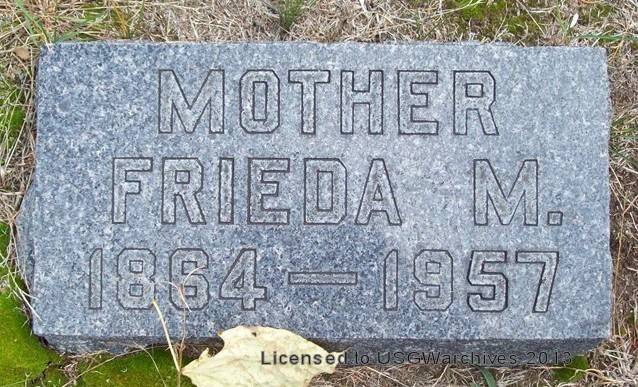 MOTHER
FRIEDA M.
1864 — 1957
Licensed to USGWarchives 2013